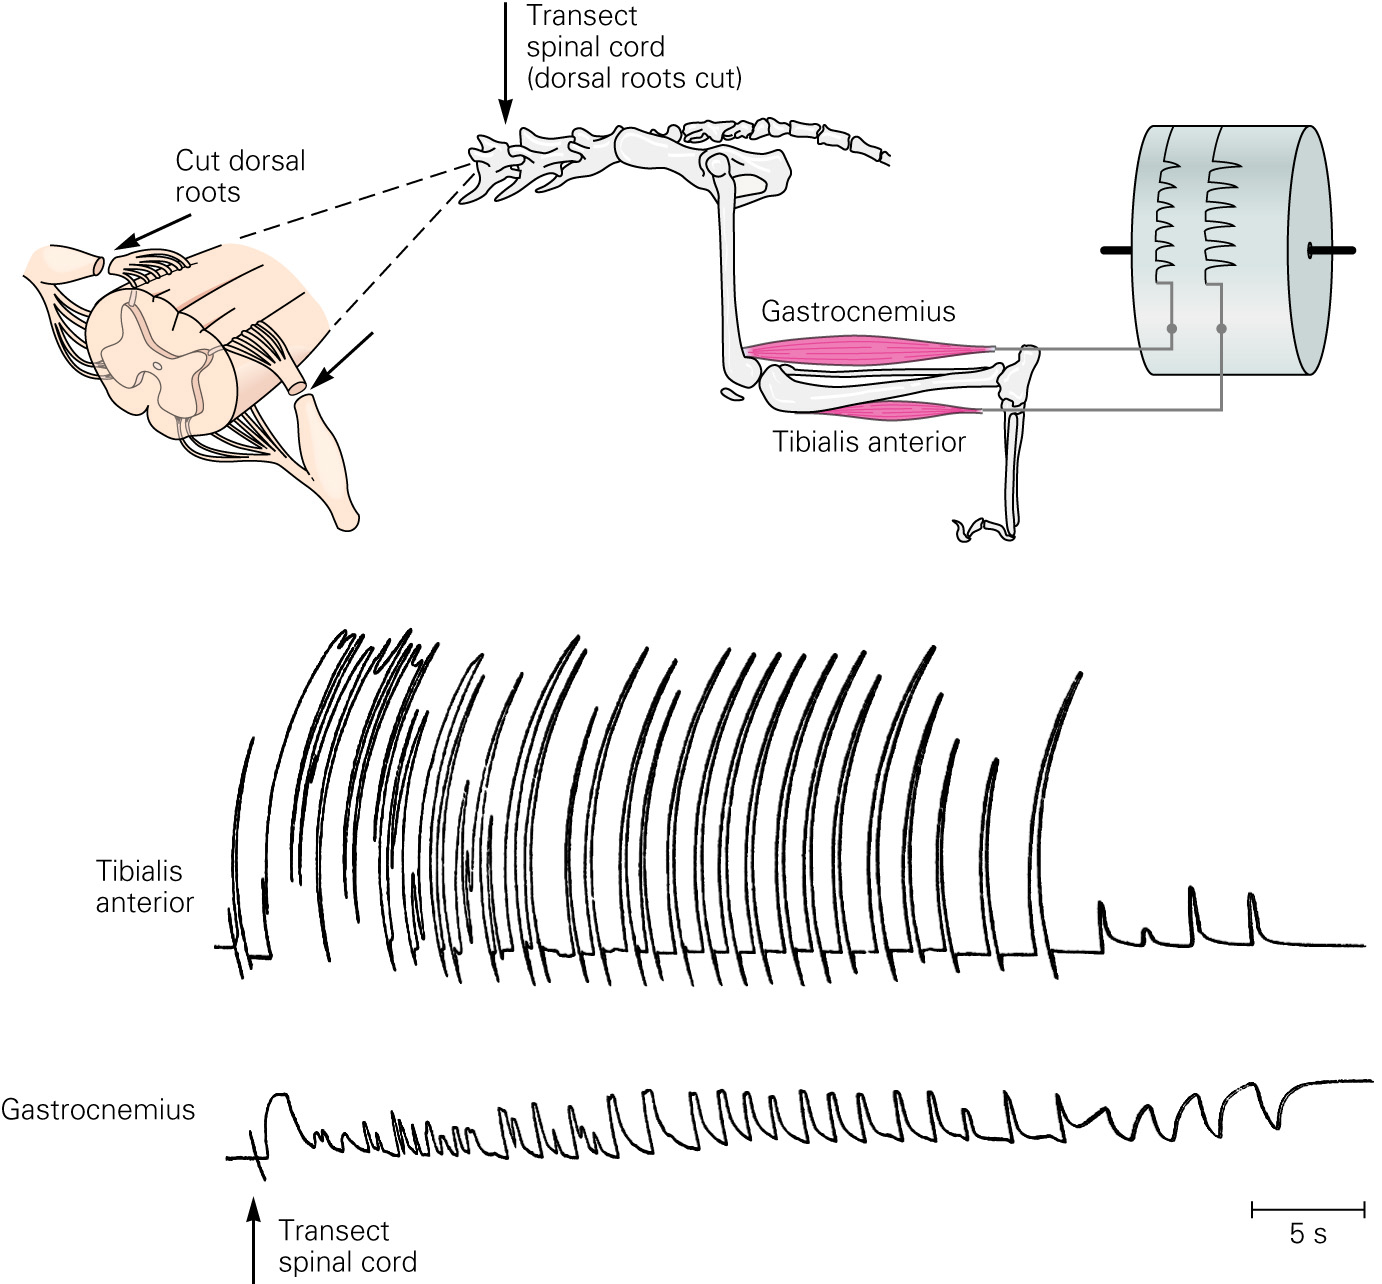 Transect
spinal cord
(dorsal roots cut)
Cut dorsal
roots
Gastrocnemius
Tibialis anterior
Tibialis
anterior
Gastrocnemius
5 s
Transect
spinal cord